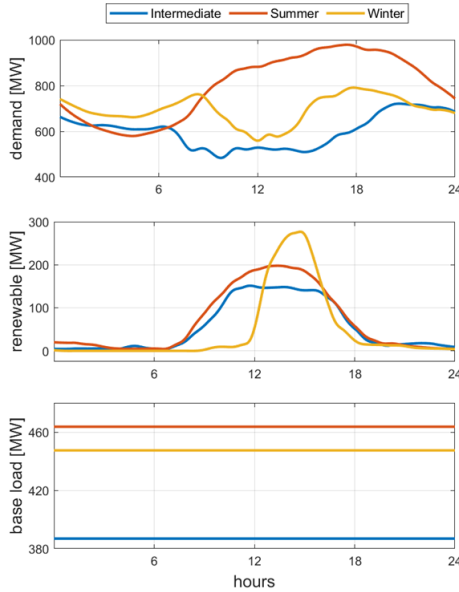 Intermediate Summer Winter
1000
800
600
400
demand [MW]
6 12 18 24
300
200
100
0
renewable [MW]
6 12 18 24
460
420
380
base load [MW]
6 12 18 24
hours